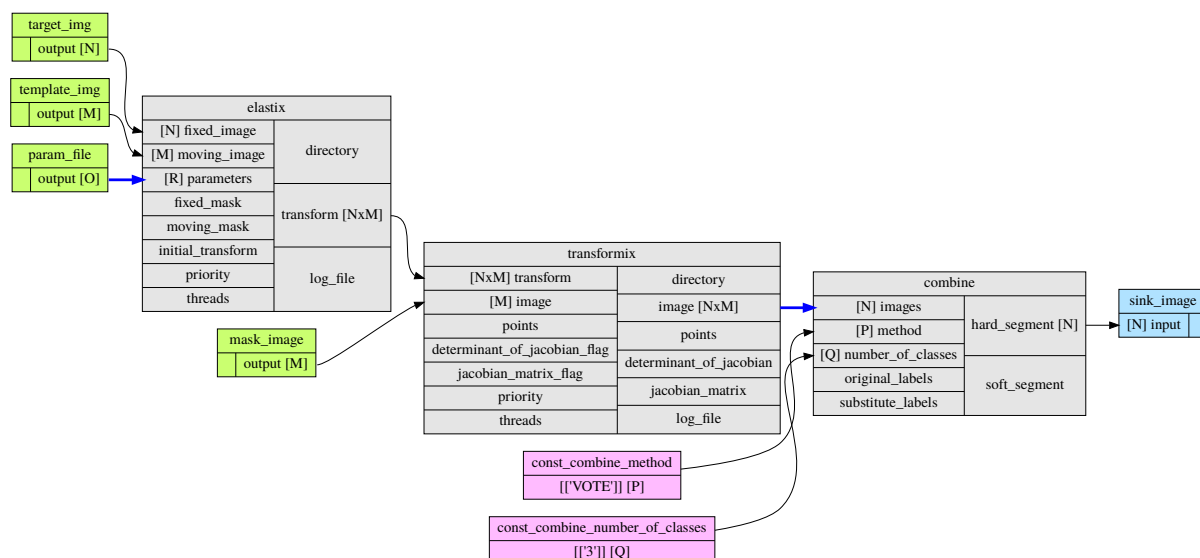 target_img
output [N]
template_img
output [M]
param_file
output [O]
elastix
[N] fixed_image
[M] moving_image
[R] parameters
fixed_mask
moving_mask
initial_transform
priority
threads
directory
transform [NxM]
log_file
mask_image
output [M]
transformix
[NxM] transform
[M] image
points
determinant_of_jacobian_flag
jacobian_matrix_flag
priority
threads
directory
image [NxM]
points
determinant_of_jacobian
jacobian_matrix
log_file
combine
[N] images
[P] method
[Q] number_of_classes
original_labels
substitute_labels
hard_segment [N]
soft_segment
sink_image
[N] input
const_combine_method
[['VOTE']] [P]
const_combine_number_of_classes
[['3']] [Q]